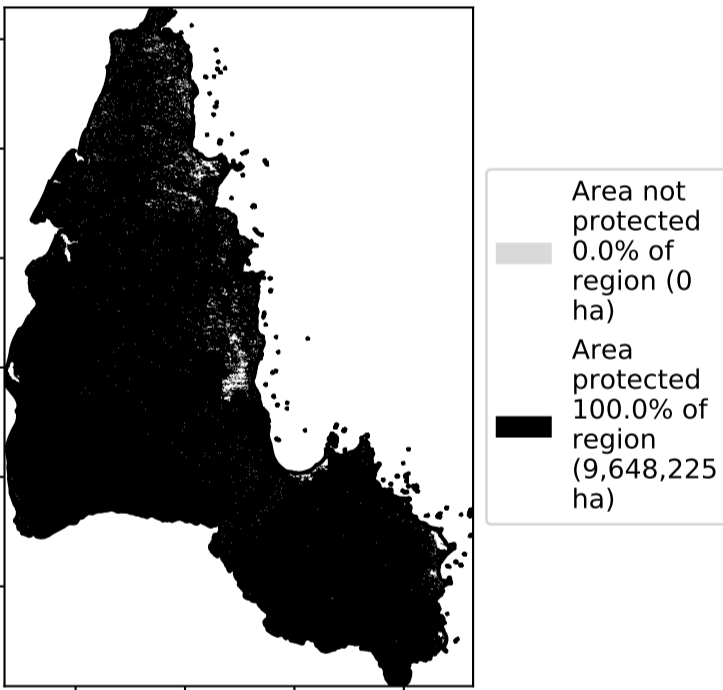 Area not
protected
0.0% of
region (0
ha)
Area
protected
100.0% of
region
(9,648,225
ha)